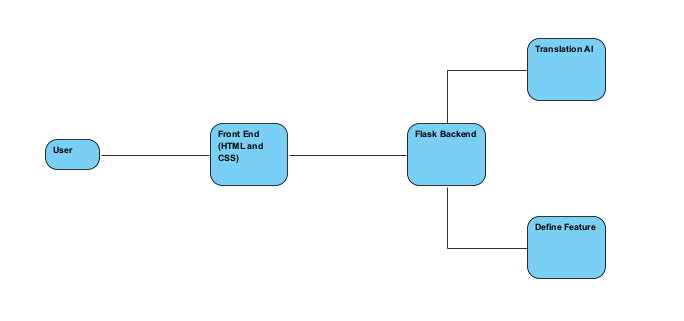 User
Front End
(HTML and
CSS)
Flask Backend
Translation AI
Define Feature